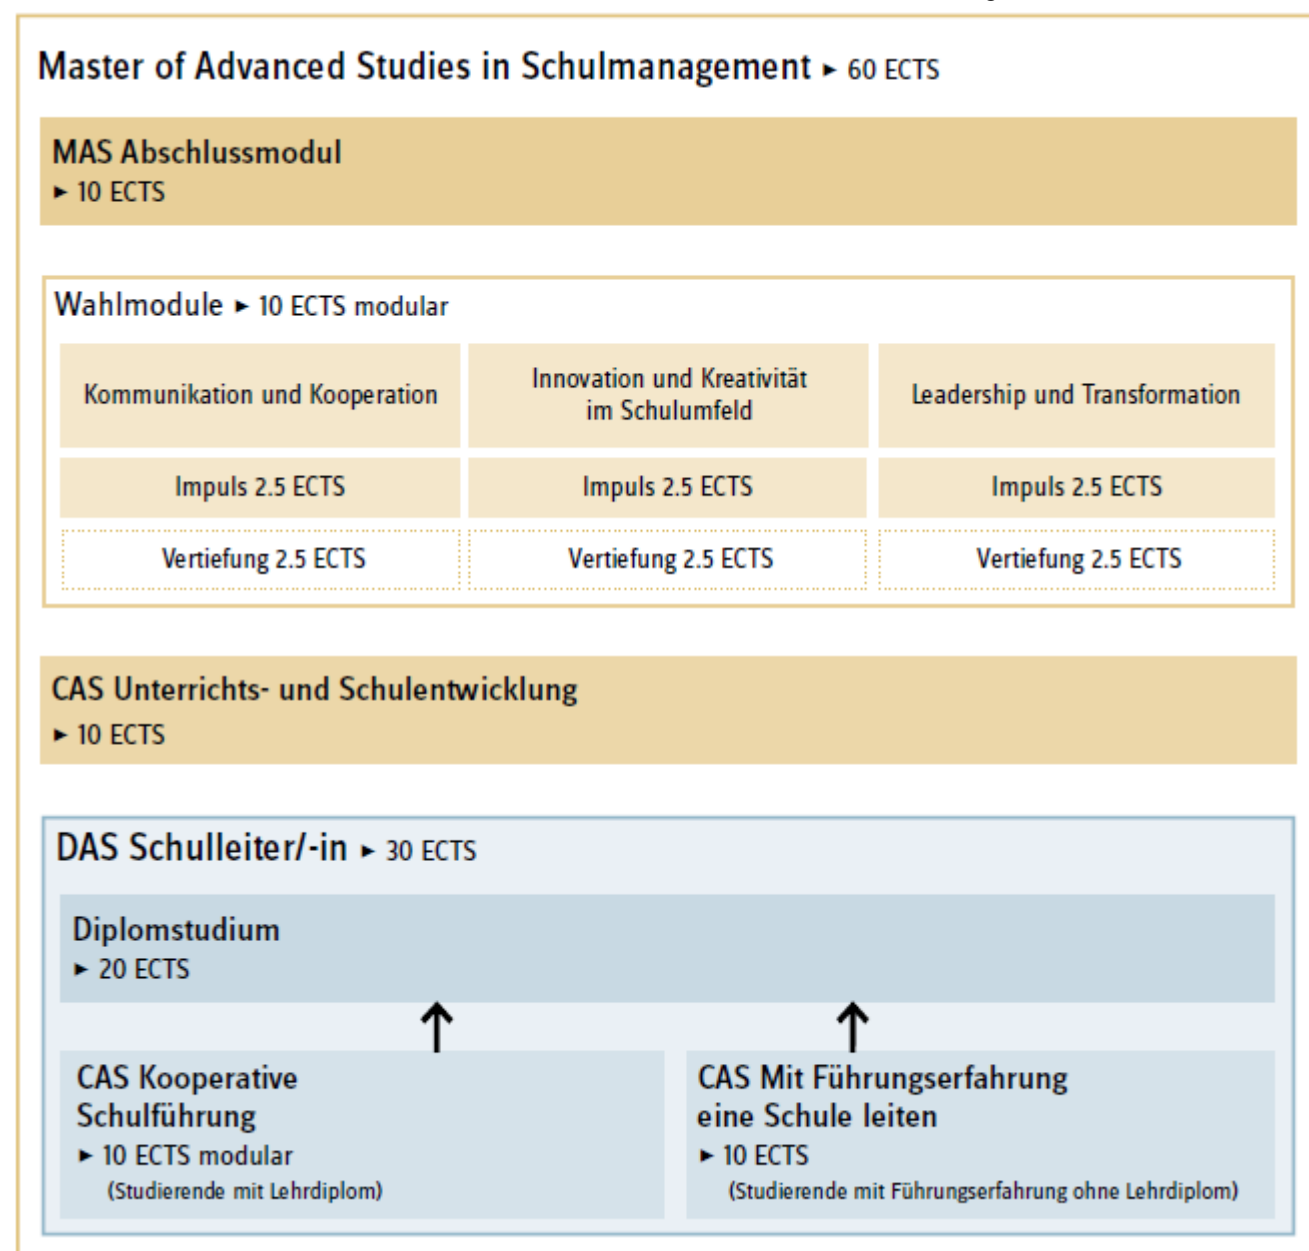 Master of Advanced Studies in Schulmanagement ► 60 ECTS
MAS Abschlussmodul
► 10 ECTS
Wahlmodule ► 10 ECTS modular
Kommunikation und Kooperation
Innovation und Kreativität
im Schulumfeld
Leadership und Transformation
Impuls 2.5 ECTS
Impuls 2.5 ECTS
Impuls 2.5 ECTS
Vertiefung 2.5 ECTS
Vertiefung 2.5 ECTS
Vertiefung 2.5 ECTS
CAS Unterrichts- und Schulentwicklung
► 10 ECTS
DAS Schulleiter/-in ► 30 ECTS
Diplomstudium
► 20 ECTS
CAS Kooperative
Schulführung
► 10 ECTS modular
(Studierende mit Lehrdiplom)
CAS Mit Führungserfahrung
eine Schule leiten
► 10 ECTS
(Studierende mit Führungserfahrung ohne Lehrdiplom)